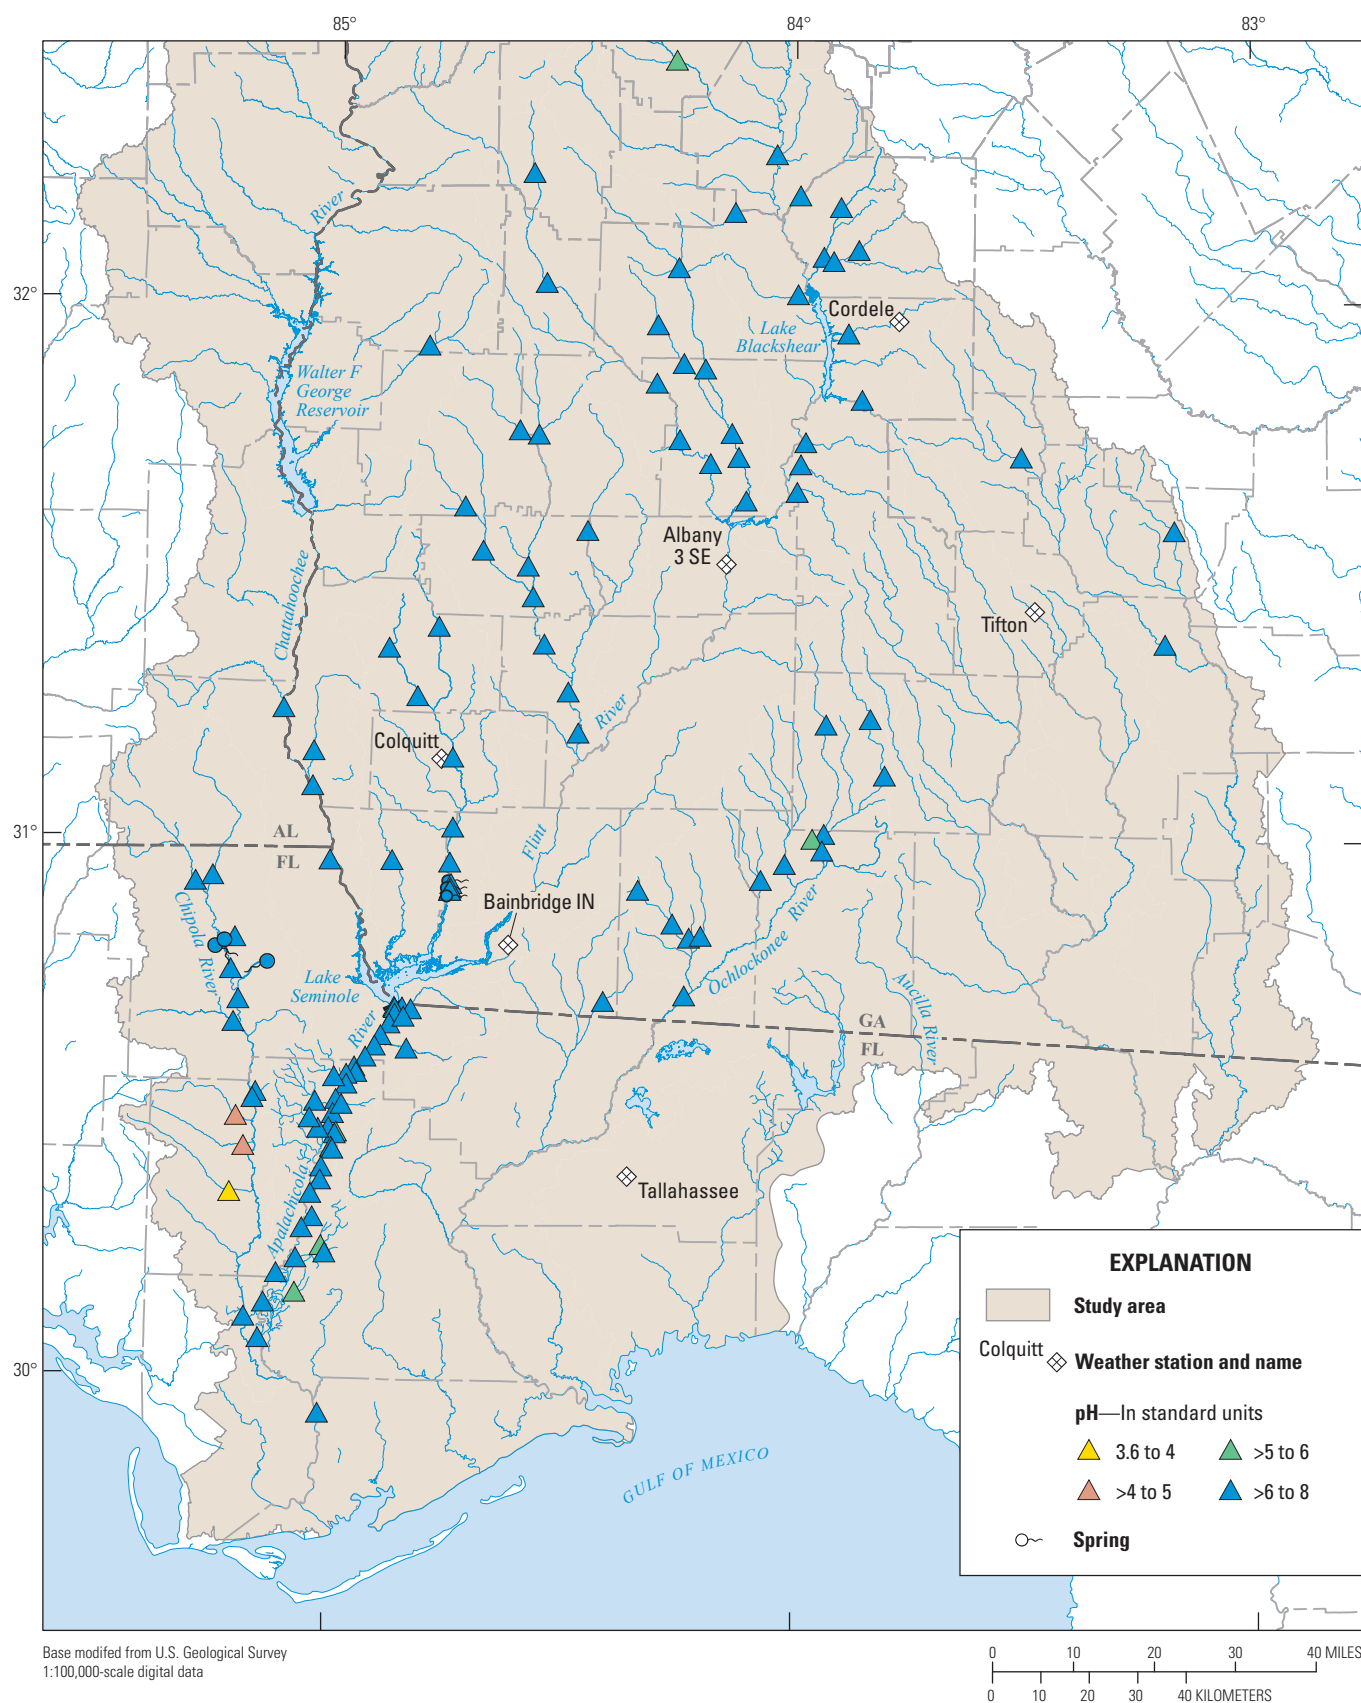 85°
84°
83°
River
32°
Cordele
Lake
Blackshear
Walter F
George
Reservoir
Albany
3 SE
Chattahoochee
Tifton
River
Colquitt
31°
AL
FL
Flint
Bainbridge IN
Chipola River
River
Ochlockonee
Aucilla River
Lake
Seminole
River
GA
FL
Apalachicola
Tallahassee
30°
GULF OF MEXICO
EXPLANATION
Study area
Colquitt
Weather station and name
pH—In standard units
3.6 to 4
>5 to 6
>4 to 5
>6 to 8
Spring
Base modifed from U.S. Geological Survey
1:100,000-scale digital data
0 10 20 30 40 MILES
0 10 20 30 40 KILOMETERS